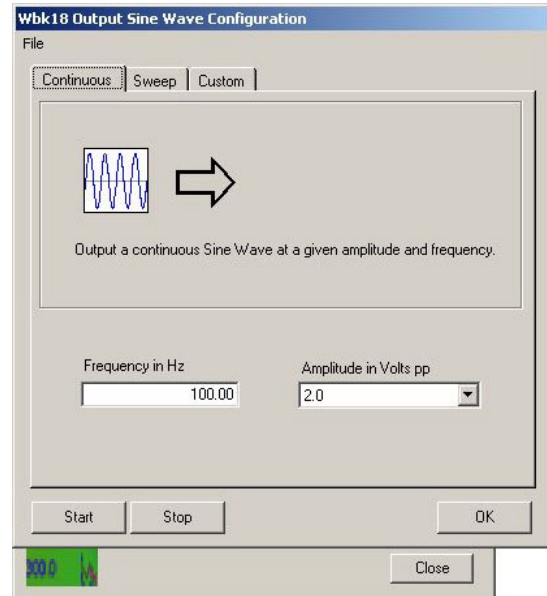 Wbk18 Output Sine Wave Configuration
File
Continuous Sweep Custom
Output a continuous Sine Wave at a given amplitude and frequency.
Frequency in Hz Amplitude in Volts pp
100.00 2.0
Start Stop OK
Close